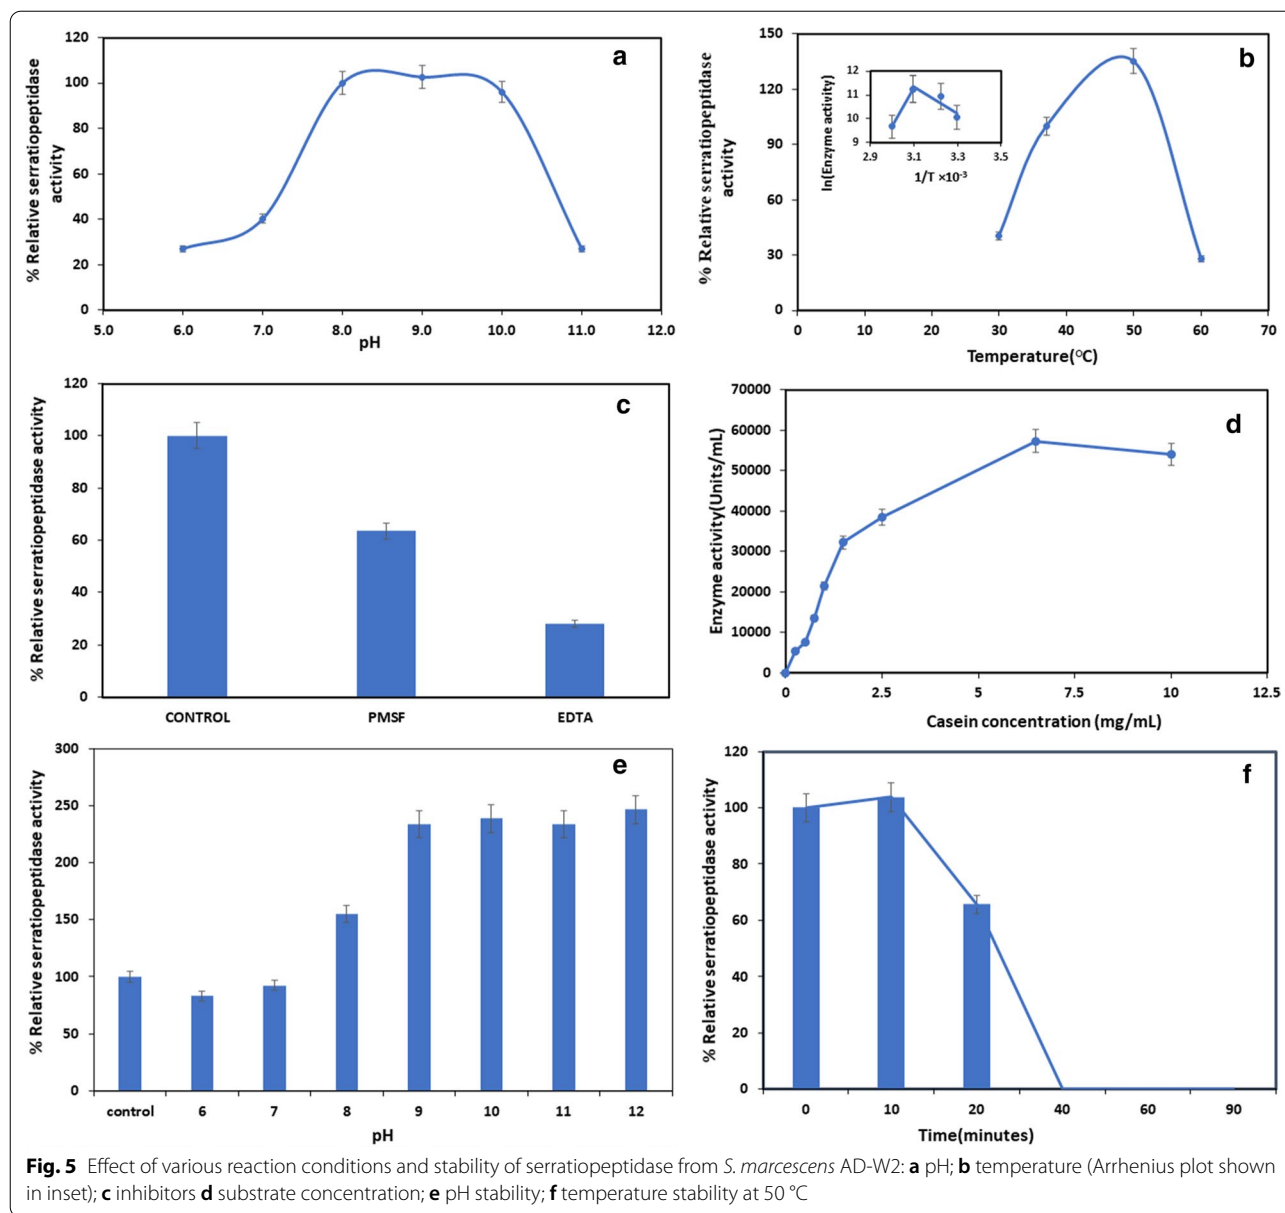 a
% Relative serratiopeptidase
activity
120
100
80
60
40
20
0
5.0 6.0 7.0 8.0 9.0 10.0 11.0 12.0
pH
b
% Relative serratiopeptidase
activity
150
120
90
60
30
0
0 10 20 30 40 50 60 70
Temperature(°C)
ln(Enzyme activity)
12
11
10
9
2.9 3.1 3.3 3.5
1/T ×10-3
c
% Relative serratiopeptidase activity
120
100
80
60
40
20
0
CONTROL PMSF EDTA
d
Enzyme activity(Units/mL)
70000
60000
50000
40000
30000
20000
10000
0
0 2.5 5 7.5 10 12.5
Casein concentration (mg/mL)
e
% Relative serratiopeptidase activity
300
250
200
150
100
50
0
control 6 7 8 9 10 11 12
pH
f
% Relative serratiopeptidase activity
120
100
80
60
40
20
0
0 10 20 40 60 90
Time(minutes)
Fig. 5 Effect of various reaction conditions and stability of serratiopeptidase from S. marcescens AD-W2: a pH; b temperature (Arrhenius plot shown
in inset); c inhibitors d substrate concentration; e pH stability; f temperature stability at 50 °C